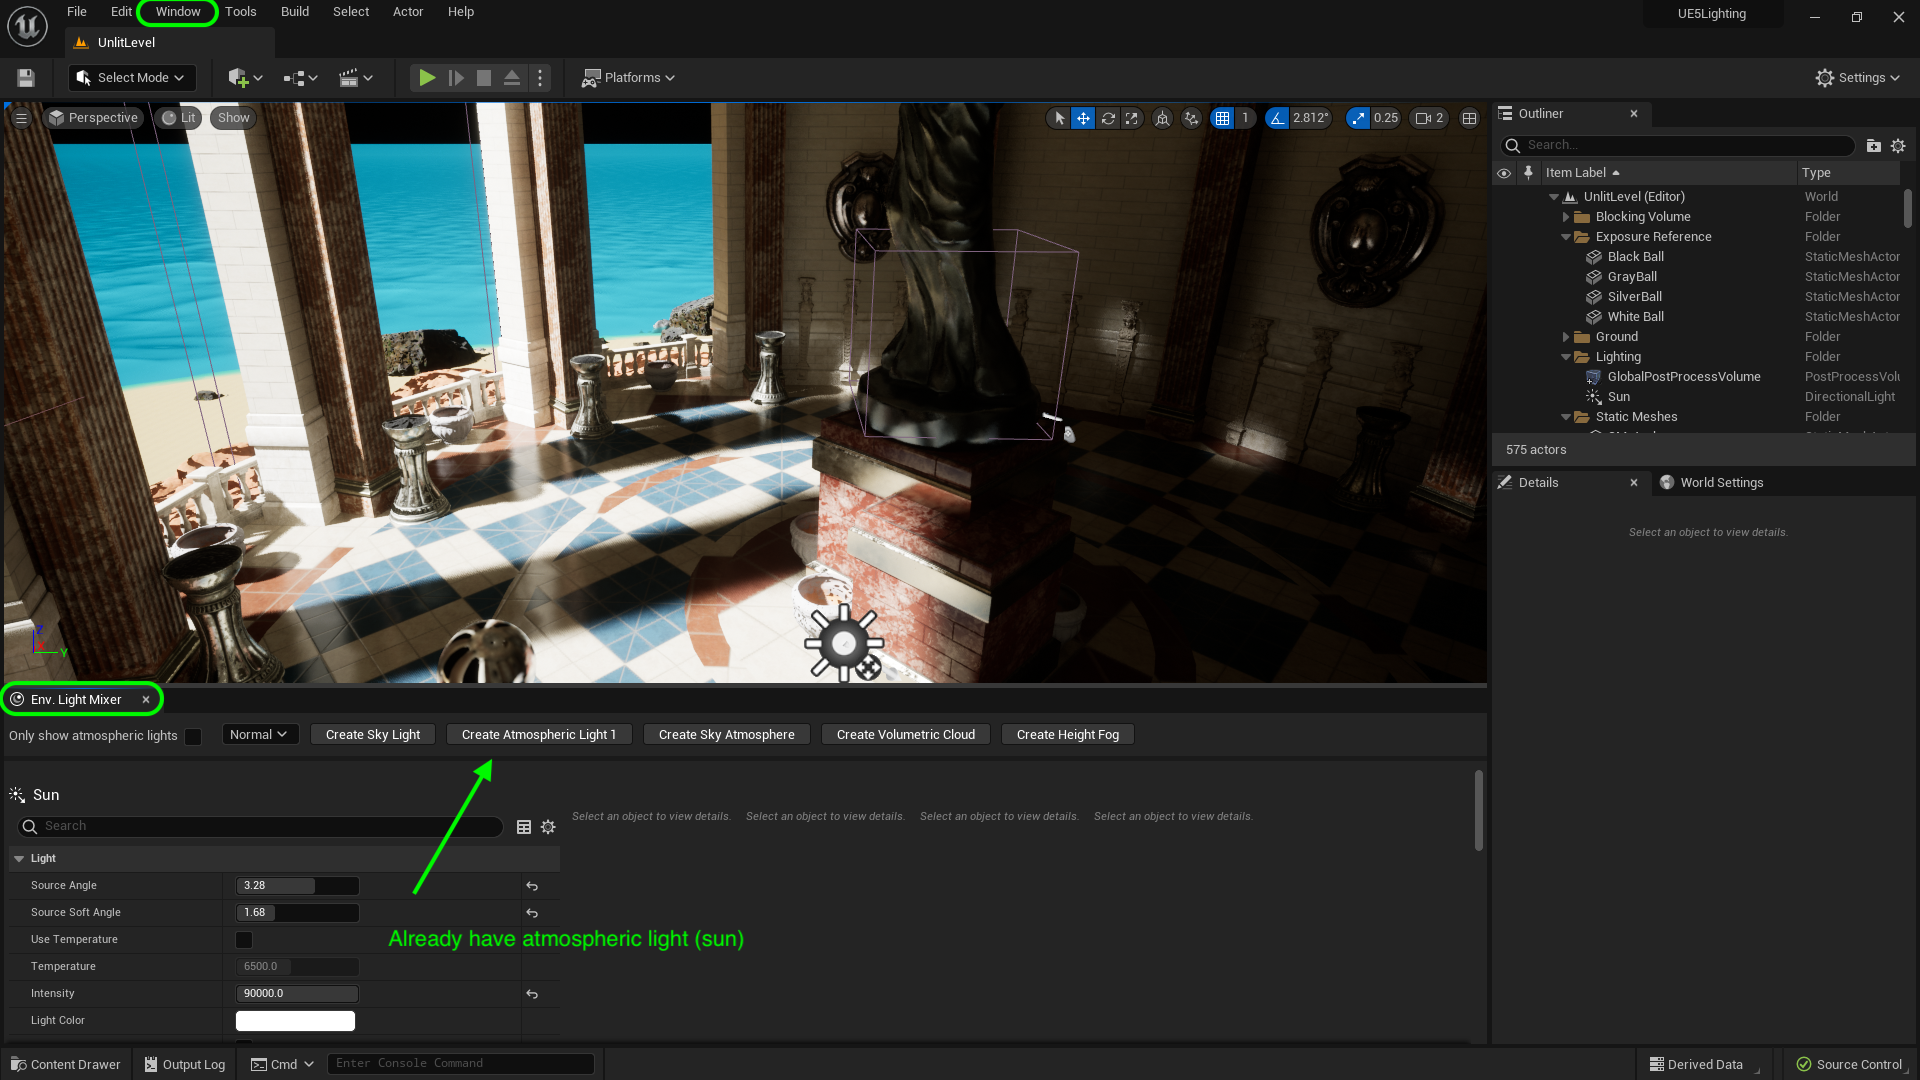 File Edit Window Tools Build Select Actor Help
UE5Lighting
UnlitLevel
Select Mode
Platforms
Settings
Perspective Lit Show
1 2.812° 0.25 2
Outliner
Search...
Item Label Type
UnlitLevel (Editor) World
Blocking Volume Folder
Exposure Reference Folder
Black Ball StaticMeshActor
GrayBall StaticMeshActor
SilverBall StaticMeshActor
White Ball StaticMeshActor
Ground Folder
Lighting Folder
GlobalPostProcessVolume PostProcessVolu
Sun DirectionalLight
Static Meshes Folder
575 actors
Details World Settings
Select an object to view details.
Z
Y
Env. Light Mixer
Only show atmospheric lights Normal Create Sky Light Create Atmospheric Light 1 Create Sky Atmosphere Create Volumetric Cloud Create Height Fog
Sun
Search
Select an object to view details. Select an object to view details. Select an object to view details. Select an object to view details.
Light
Source Angle 3.28
Source Soft Angle 1.68
Use Temperature
Already have atmospheric light (sun)
Temperature 6500.0
Intensity 90000.0
Light Color
Content Drawer Output Log Cmd Enter Console Command Derived Data Source Control